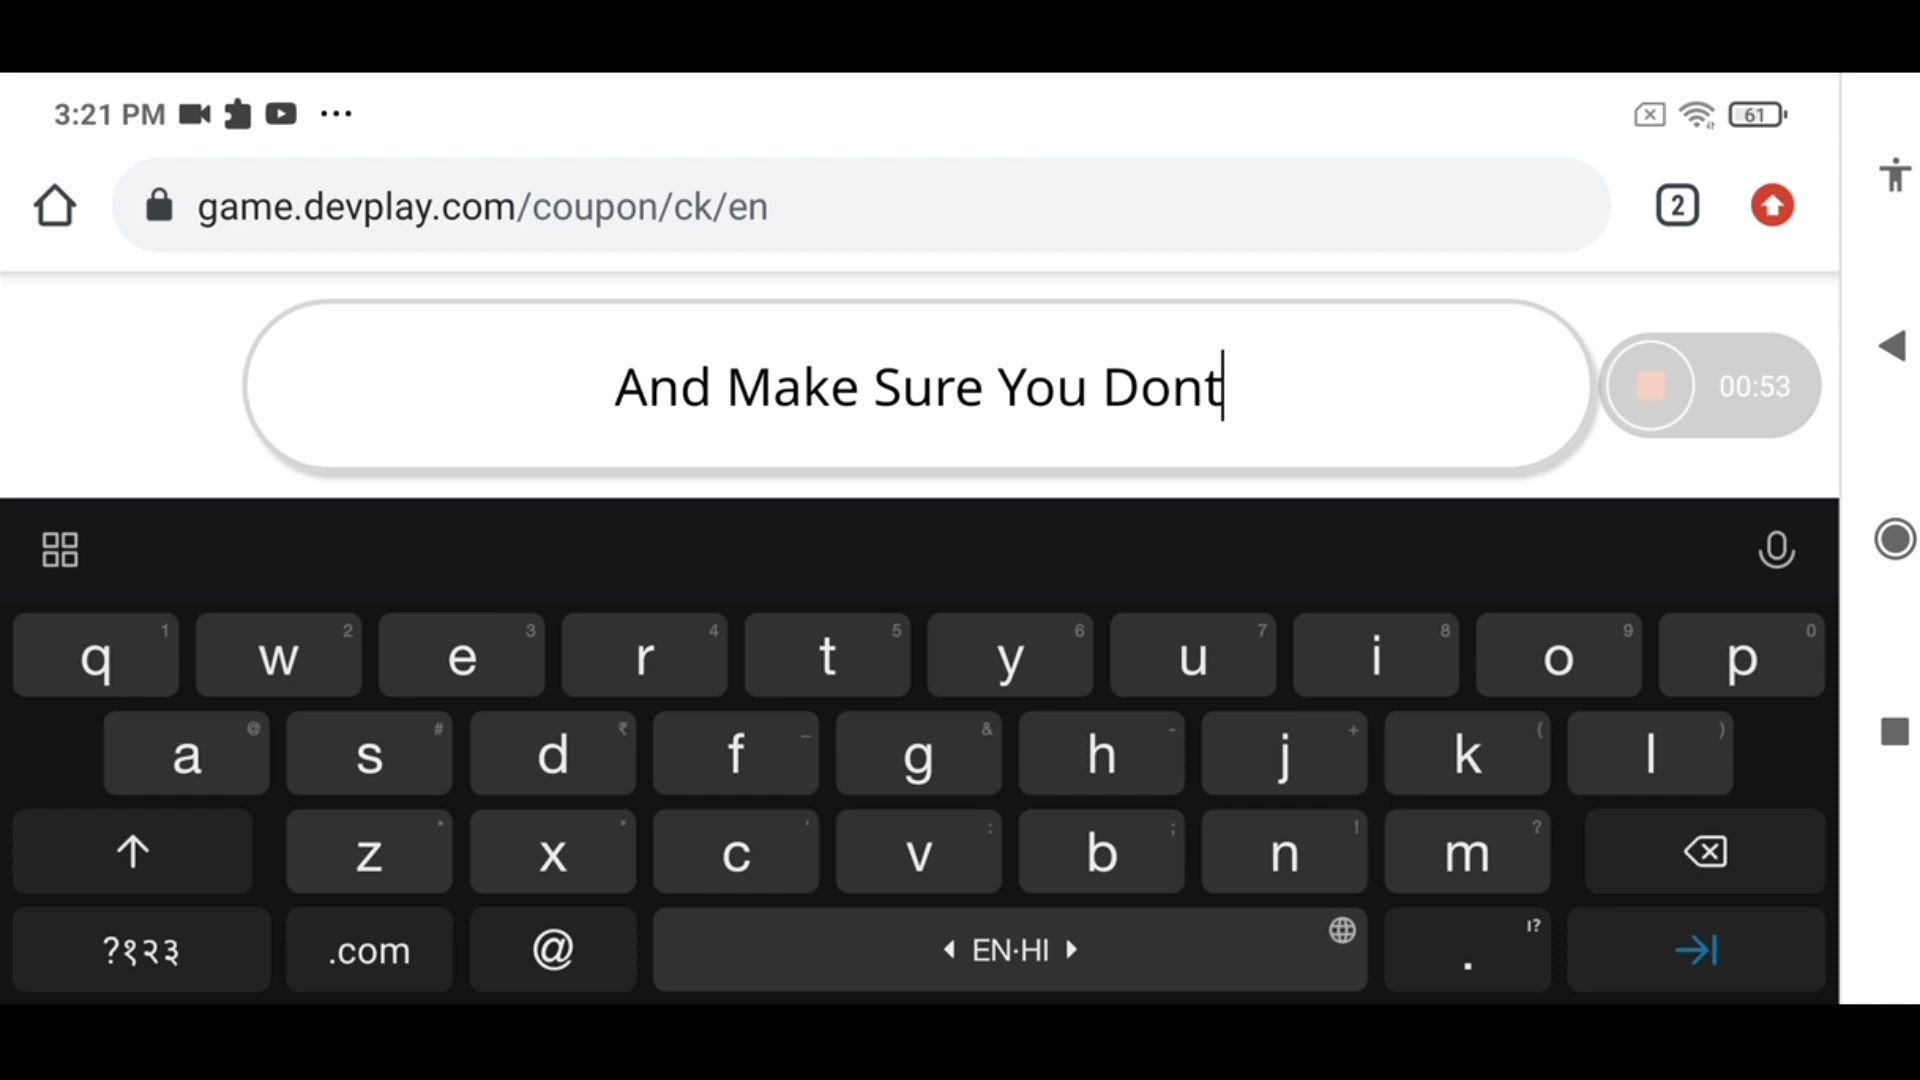 3:21 PM
61
game.devplay.com/coupon/ck/en
2
And Make Sure You Dont
00:53
q 1 w 2 e 3 r 4 t 5 y 6 u 7 i 8 o 9 p 0
a @ s # d ₹ f _ g & h - j + k ( l )
z x c ' v : b ; n ! m ?
?१२३ .com @ EN·HI . !?